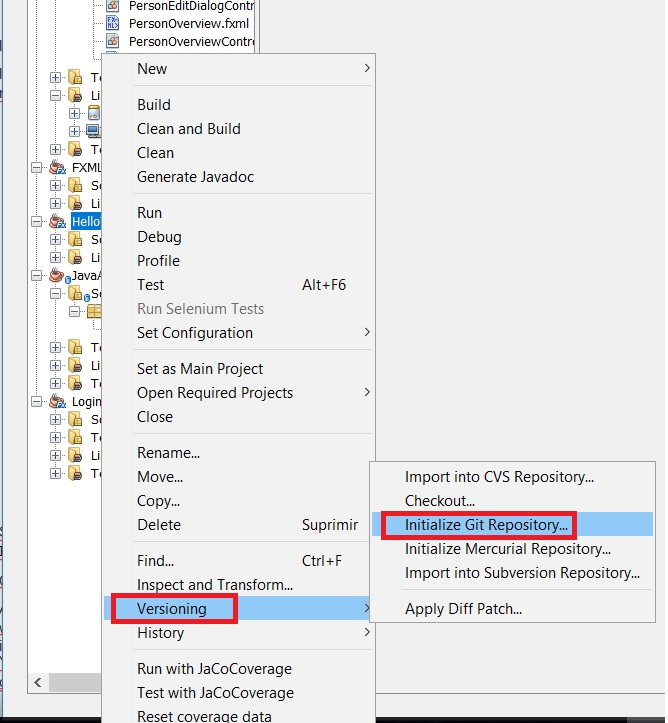 PersonEditDialogContr
PersonOverview.fxml
PersonOverviewContro
Te
Li
Te
FXML
So
Li
Hello
So
Li
JavaA
So
Te
Li
Te
Login
So
Te
Li
Te
New
Build
Clean and Build
Clean
Generate Javadoc
Run
Debug
Profile
Test Alt+F6
Run Selenium Tests
Set Configuration
Set as Main Project
Open Required Projects
Close
Rename...
Move...
Copy...
Delete Suprimir
Find... Ctrl+F
Inspect and Transform...
Versioning
History
Run with JaCoCoverage
Test with JaCoCoverage
Reset coverage data
Import into CVS Repository...
Checkout...
Initialize Git Repository...
Initialize Mercurial Repository...
Import into Subversion Repository...
Apply Diff Patch...